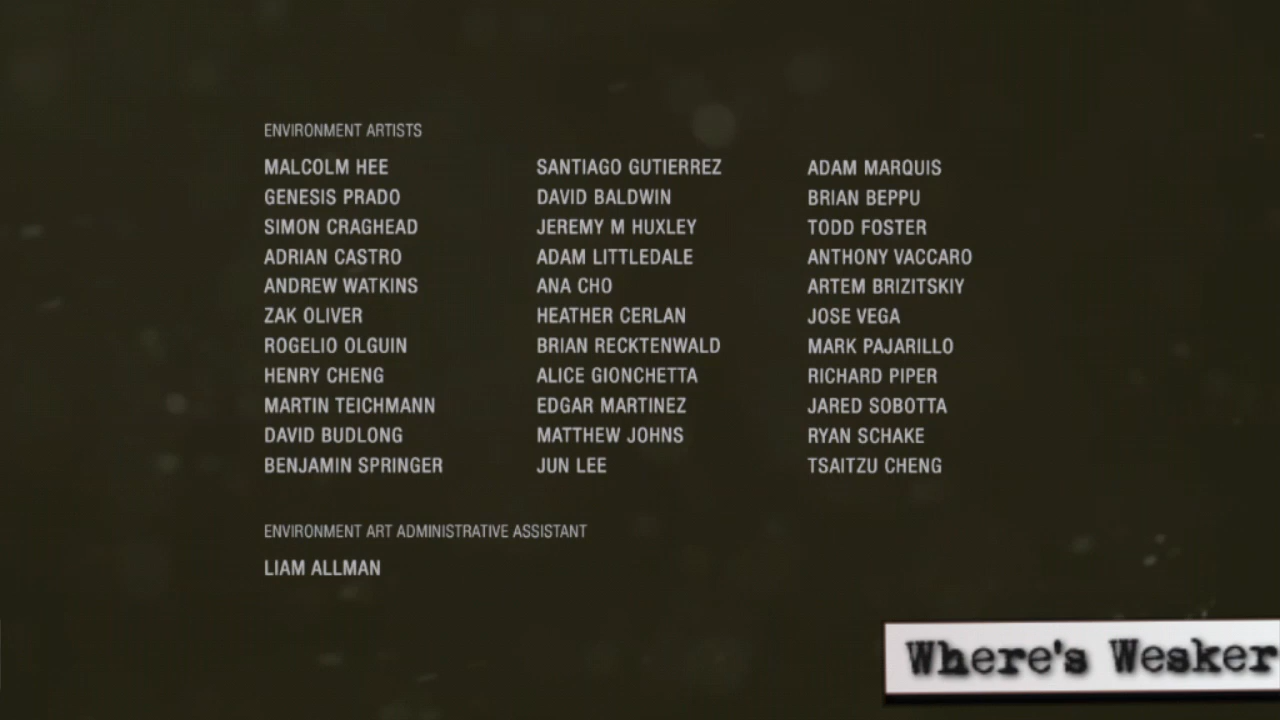 ENVIRONMENT ARTISTS
MALCOLM HEE SANTIAGO GUTIERREZ ADAM MARQUIS
GENESIS PRADO DAVID BALDWIN BRIAN BEPPU
SIMON CRAGHEAD JEREMY M HUXLEY TODD FOSTER
ADRIAN CASTRO ADAM LITTLEDALE ANTHONY VACCARO
ANDREW WATKINS ANA CHO ARTEM BRIZITSKIY
ZAK OLIVER HEATHER CERLAN JOSE VEGA
ROGELIO OLGUIN BRIAN RECKTENWALD MARK PAJARILLO
HENRY CHENG ALICE GIONCHETTA RICHARD PIPER
MARTIN TEICHMANN EDGAR MARTINEZ JARED SOBOTTA
DAVID BUDLONG MATTHEW JOHNS RYAN SCHAKE
BENJAMIN SPRINGER JUN LEE TSAITZU CHENG
ENVIRONMENT ART ADMINISTRATIVE ASSISTANT
LIAM ALLMAN
Where's Wesker